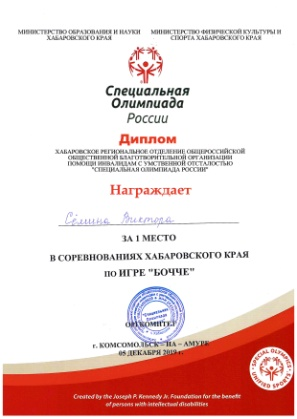 МИНИСТЕРСТВО ОБРАЗОВАНИЯ И НАУКИ
ХАБАРОВСКОГО КРАЯ
МИНИСТЕРСТВО ФИЗИЧЕСКОЙ КУЛЬТУРЫ И
СПОРТА ХАБАРОВСКОГО КРАЯ
Специальная
Олимпиада
России
Диплом
ХАБАРОВСКОЕ РЕГИОНАЛЬНОЕ ОТДЕЛЕНИЕ ОБЩЕРОССИЙСКОЙ
ОБЩЕСТВЕННОЙ БЛАГОТВОРИТЕЛЬНОЙ ОРГАНИЗАЦИИ
ПОМОЩИ ИНВАЛИДАМ С УМСТВЕННОЙ ОТСТАЛОСТЬЮ
"СПЕЦИАЛЬНАЯ ОЛИМПИАДА РОССИИ"
Награждает
Сёмина Виктора
ЗА 1 МЕСТО
В СОРЕВНОВАНИЯХ ХАБАРОВСКОГО КРАЯ
ПО ИГРЕ "БОЧЧЕ"
ОРГКОМИТЕТ
г. КОМСОМОЛЬСК – НА – АМУРЕ
05 ДЕКАБРЯ 2019 г.
SPECIAL OLYMPICS
UNIFIED SPORTS
Created by the Joseph P. Kennedy Jr. Foundation for the benefit
of persons with intellectual disabilities